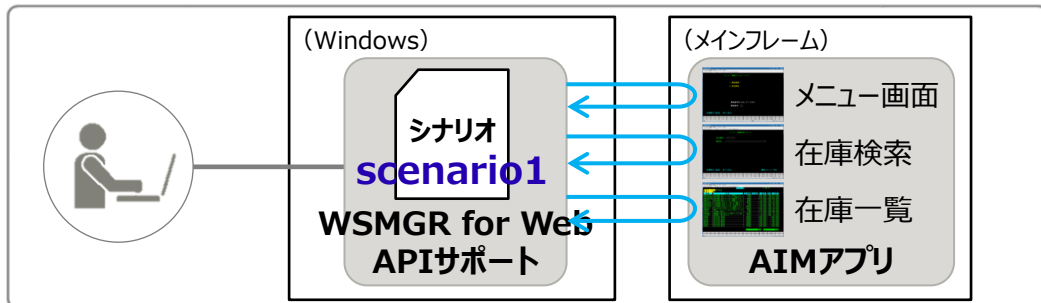 （Windows）
シナリオ
scenario1
WSMGR for Web
APIサポート
（メインフレーム）
メニュー画面
在庫検索
在庫一覧
AIMアプリ